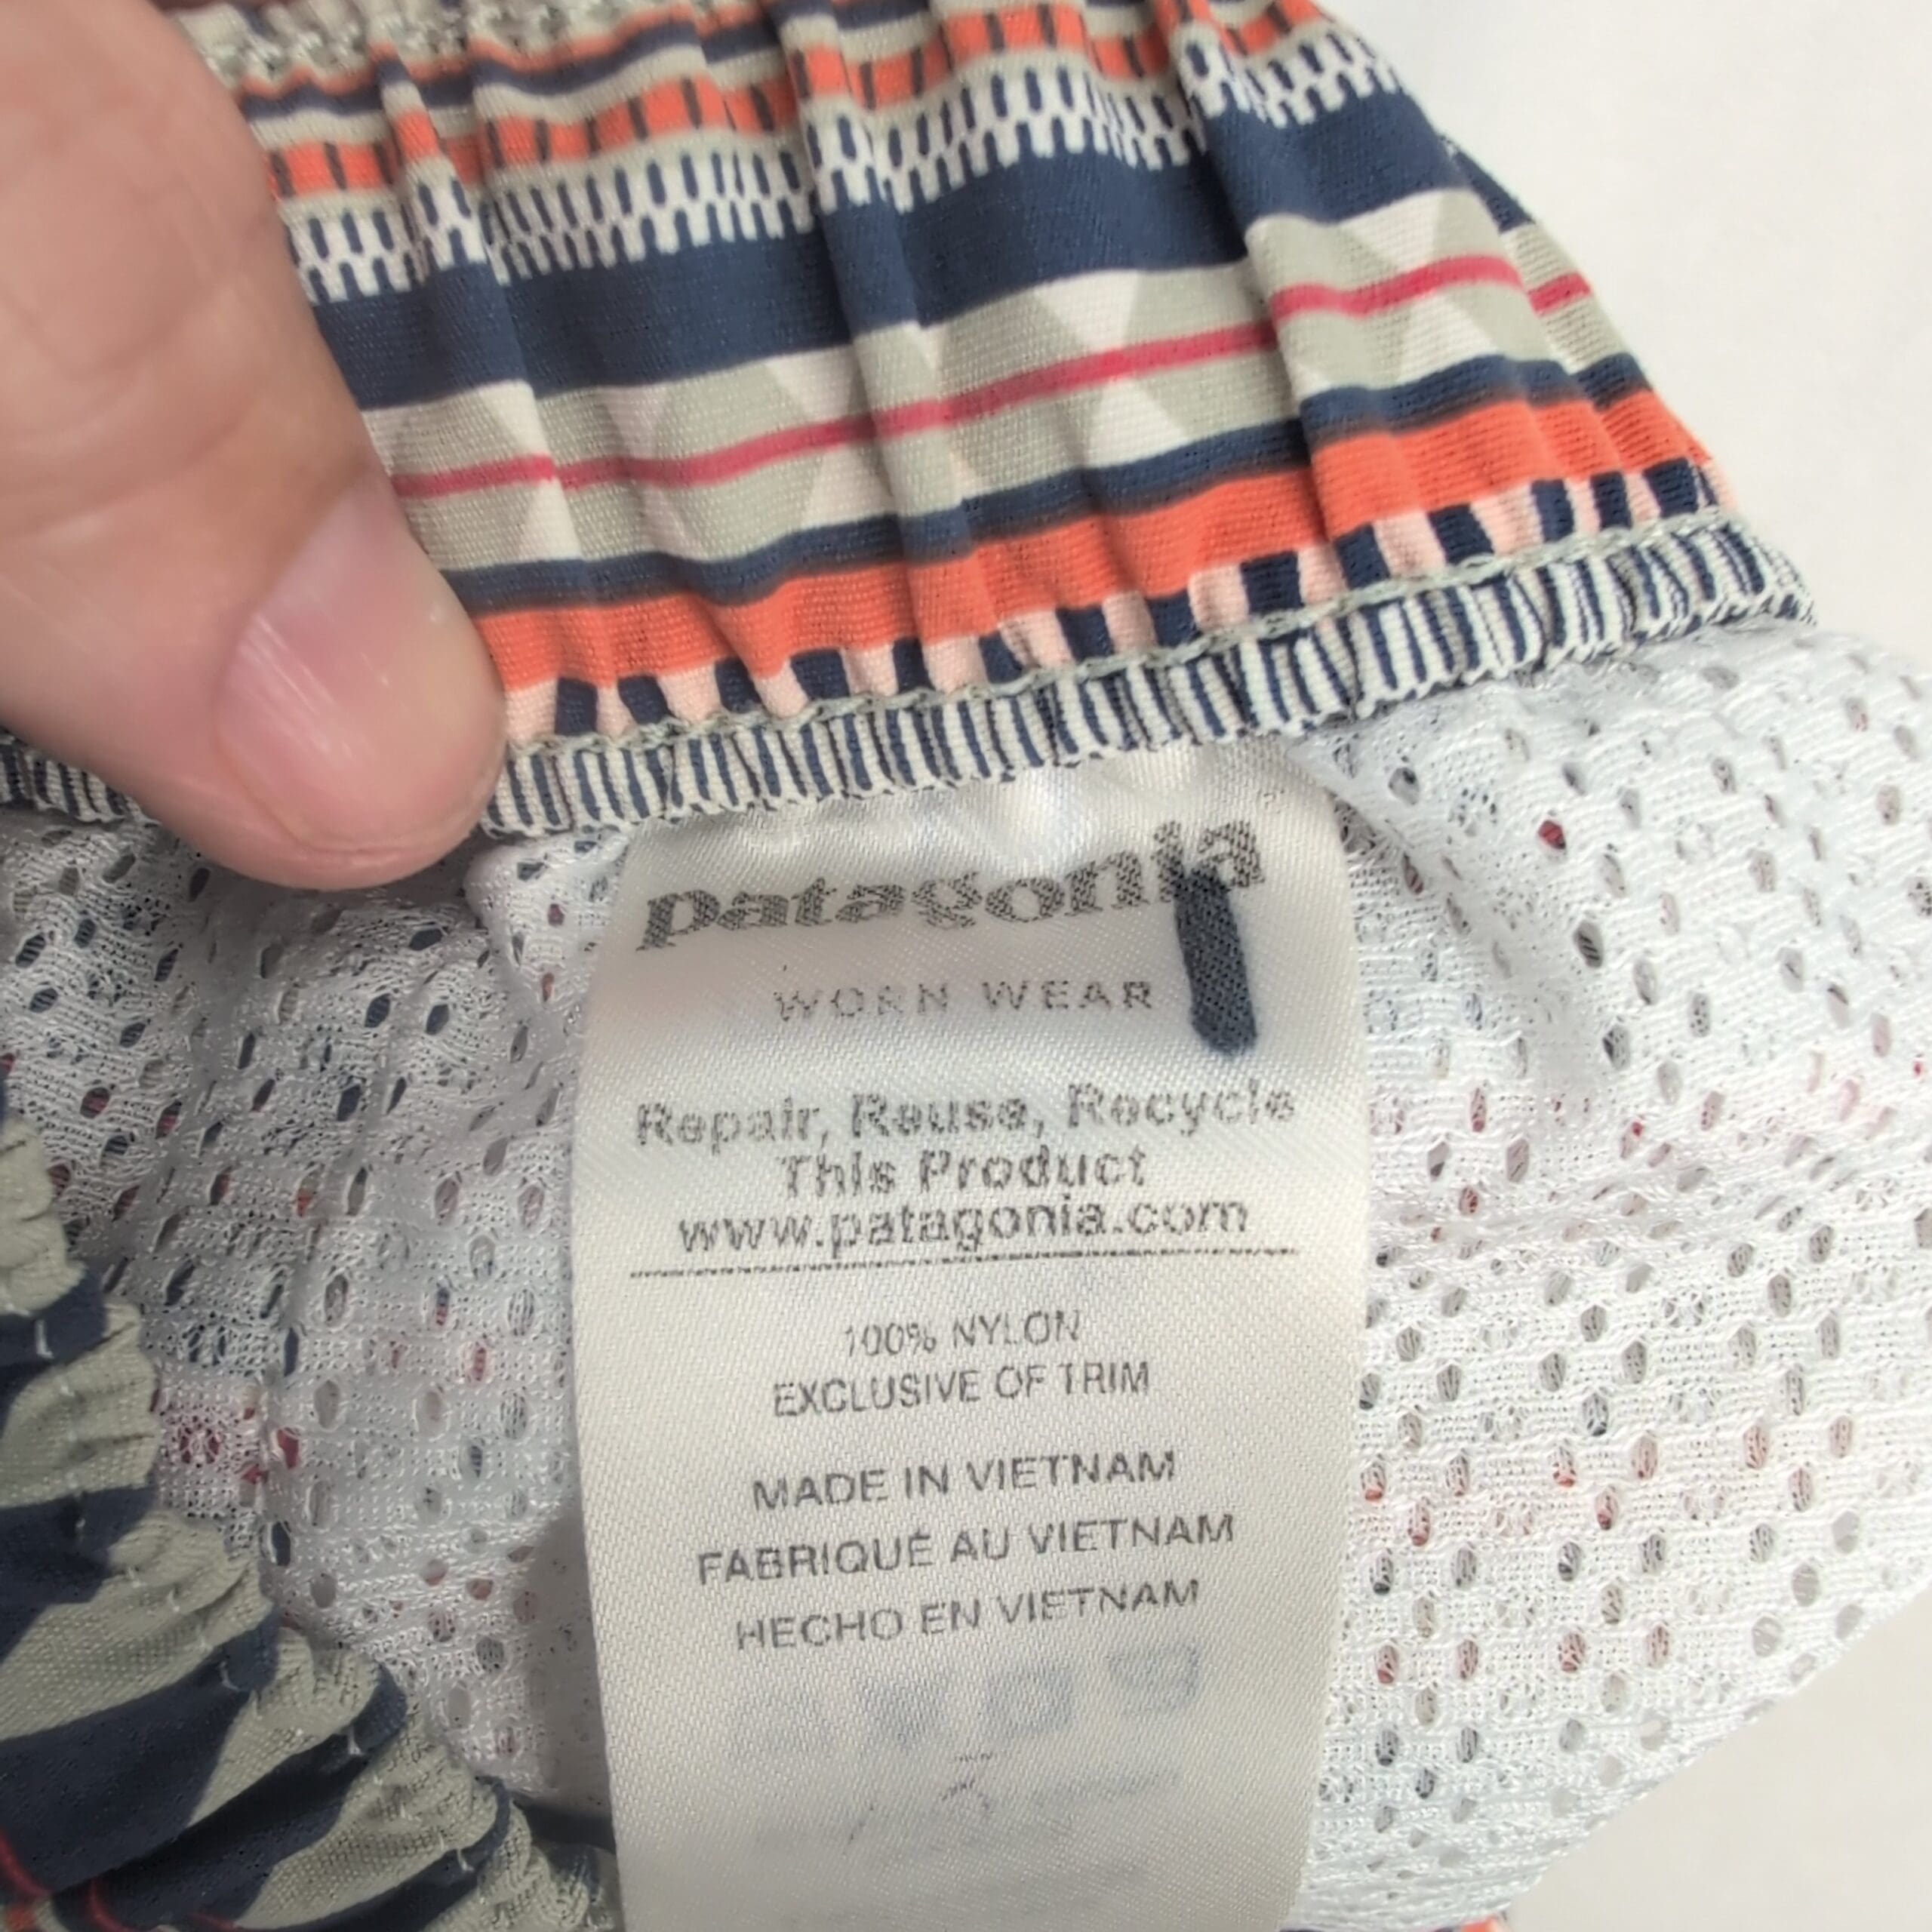 patagonia
WORN WEAR
Repair, Reuse, Recycle
This Product
www.patagonia.com
100% NYLON
EXCLUSIVE OF TRIM
MADE IN VIETNAM
FABRIQUÉ AU VIETNAM
HECHO EN VIETNAM